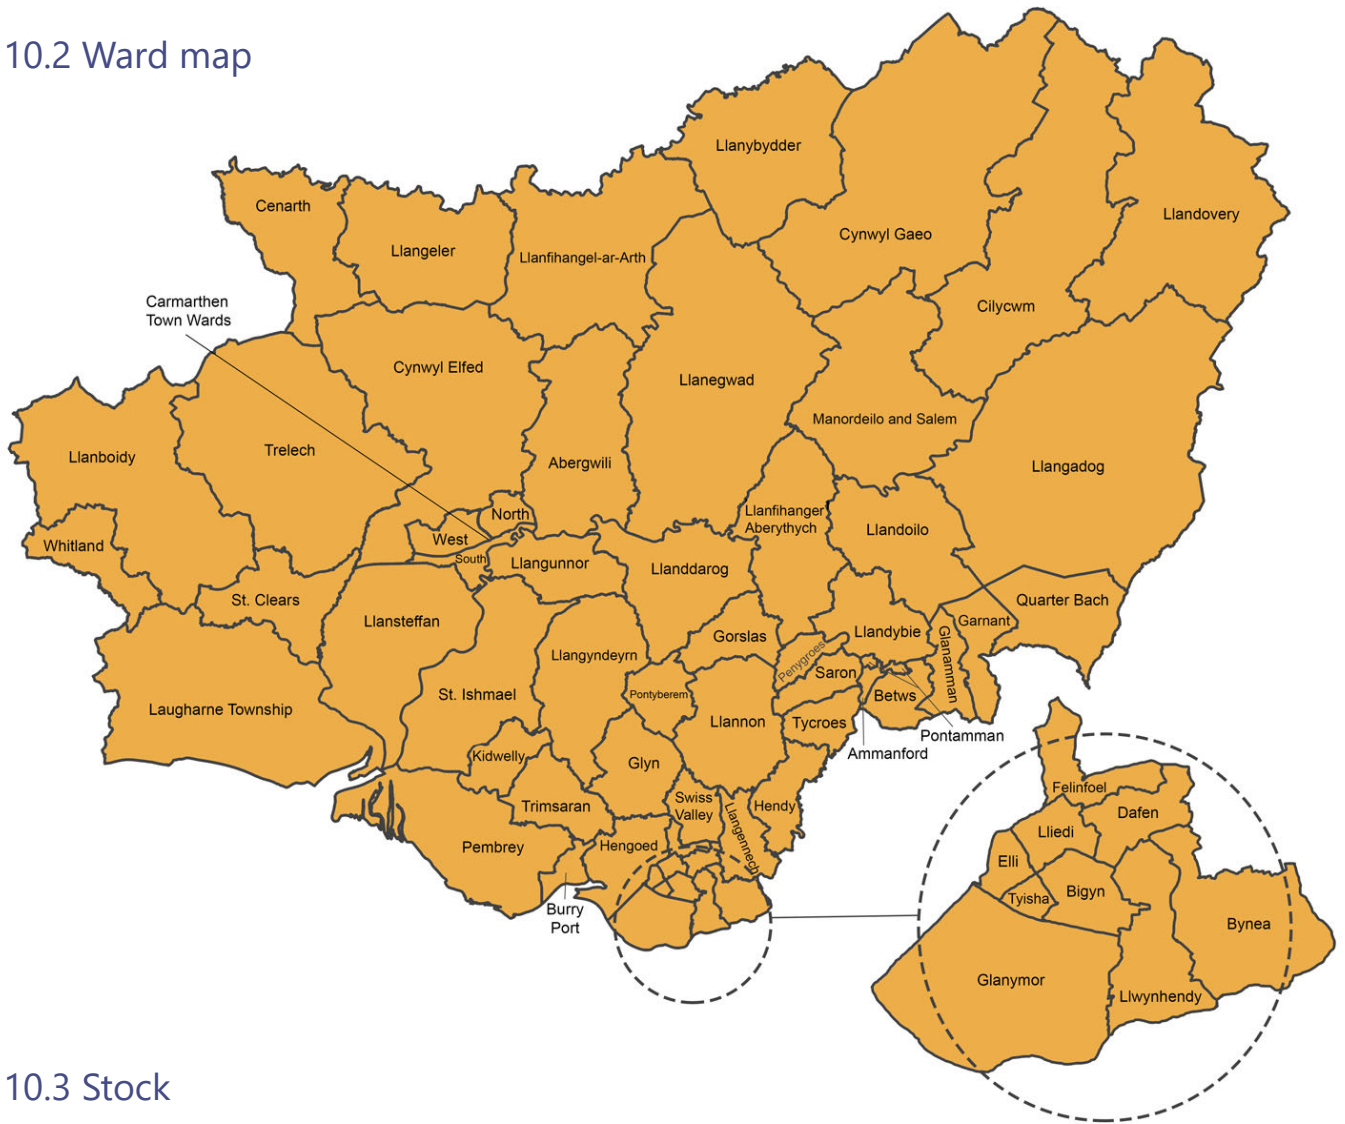 10.2 Ward map
Llanybydder
Cenarth
Llandovery
Cynwyl Gaeo
Llangeler
Llanfihangel-ar-Arth
Carmarthen
Town Wards
Cilycwm
Cynwyl Elfed
Llanegwad
Manordeilo and Salem
Trelech
Llanboidy
Abergwili
Llangadog
Llanfihanger
Aberythych
North
Llandoilo
West
Whitland
South
Llangunnor
Llanddarog
St. Clears
Quarter Bach
Llansteffan
Garnant
Llandybie
Gorslas
Glanamman
Llangyndeyrn
Penygroes
Saron
St. Ishmael
Pontyberem
Betws
Laugharne Township
Llannon
Tycroes
Pontamman
Ammanford
Kidwelly
Glyn
Felinfoel
Swiss
Valley
Trimsaran
Hendy
Llangennech
Dafen
Lliedi
Pembrey
Hengoed
Elli
Bigyn
Tyisha
Burry
Port
Bynea
Glanymor
Llwynhendy
10.3 Stock